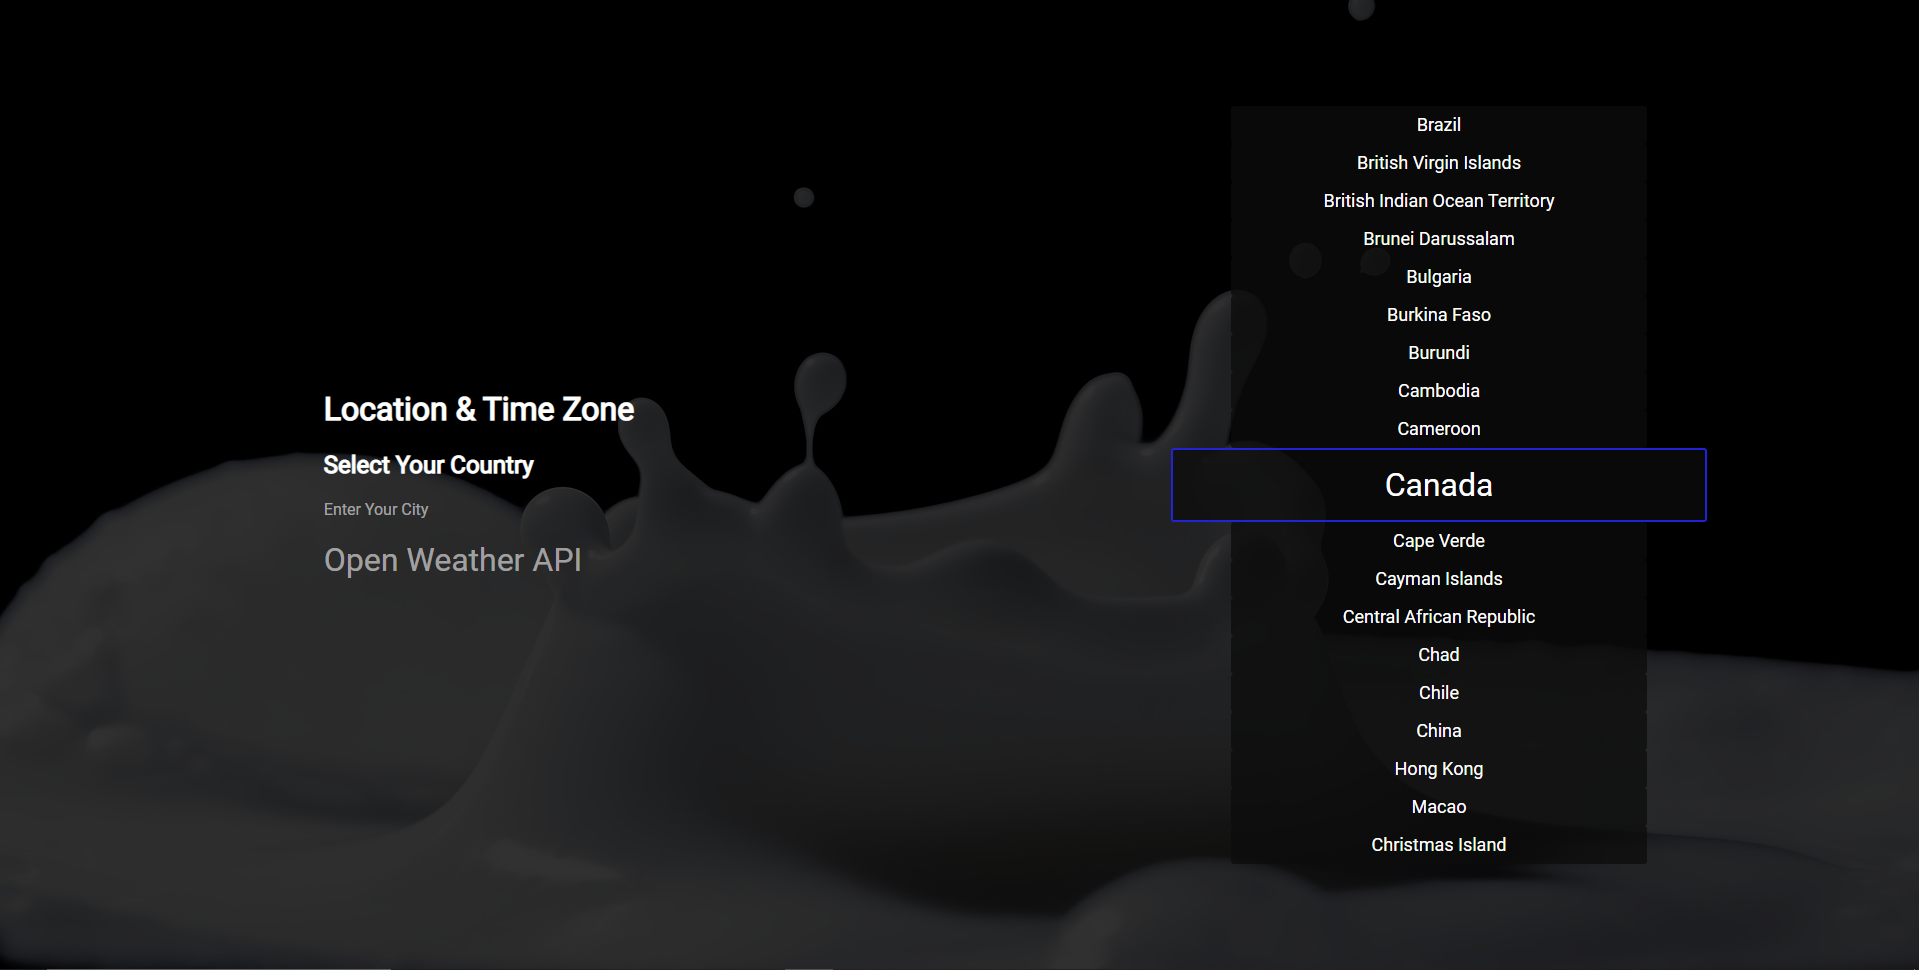 Location & Time Zone
Select Your Country
Enter Your City
Open Weather API
Brazil
British Virgin Islands
British Indian Ocean Territory
Brunei Darussalam
Bulgaria
Burkina Faso
Burundi
Cambodia
Cameroon
Canada
Cape Verde
Cayman Islands
Central African Republic
Chad
Chile
China
Hong Kong
Macao
Christmas Island